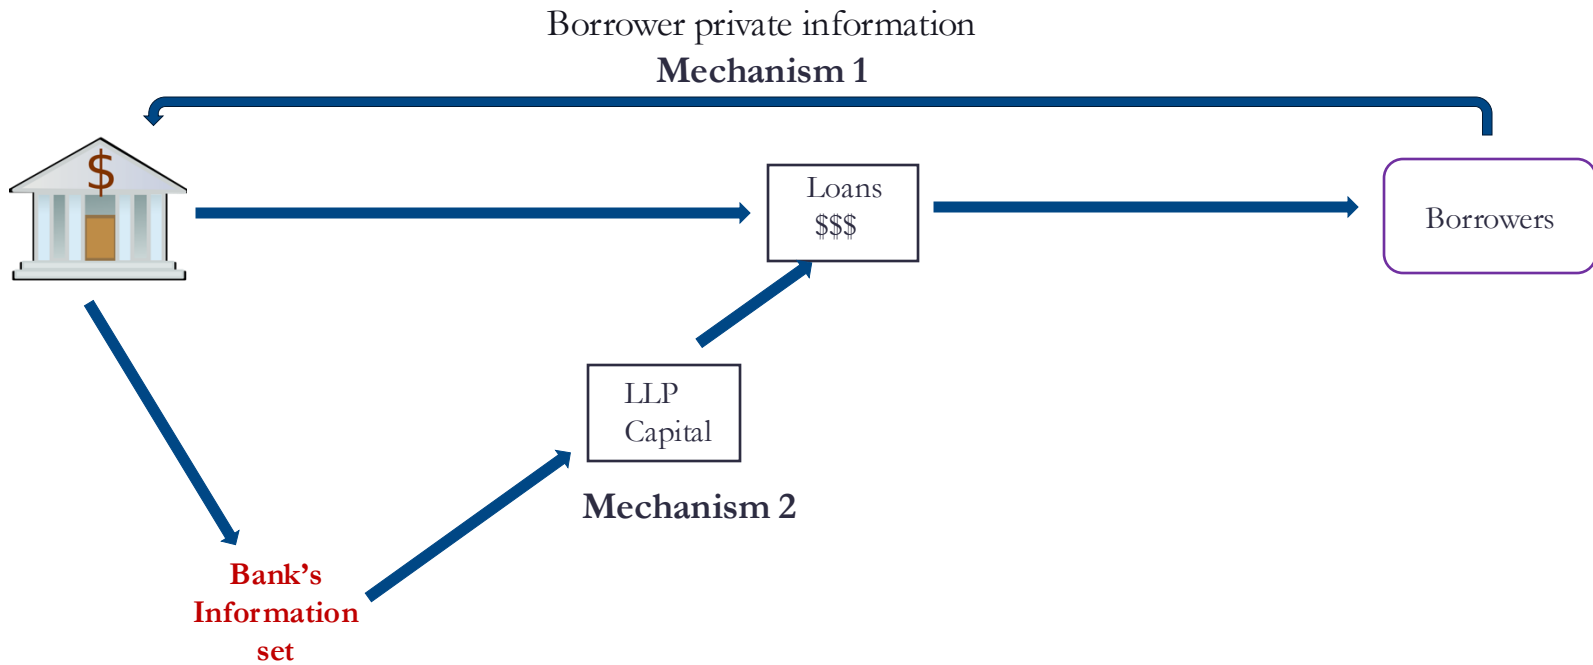 Borrower private information
Mechanism 1
$
Loans
$$$
Borrowers
LLP
Capital
Mechanism 2
Bank’s
Information
set